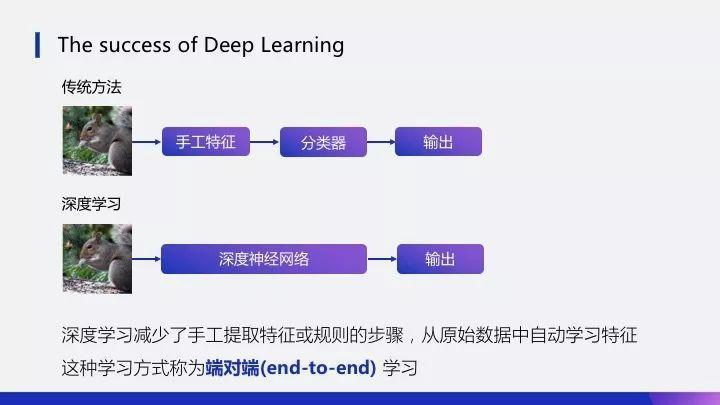 The success of Deep Learning
传统方法
手工特征
分类器
输出
深度学习
深度神经网络
输出
深度学习减少了手工提取特征或规则的步骤，从原始数据中自动学习特征
这种学习方式称为端对端(end-to-end) 学习